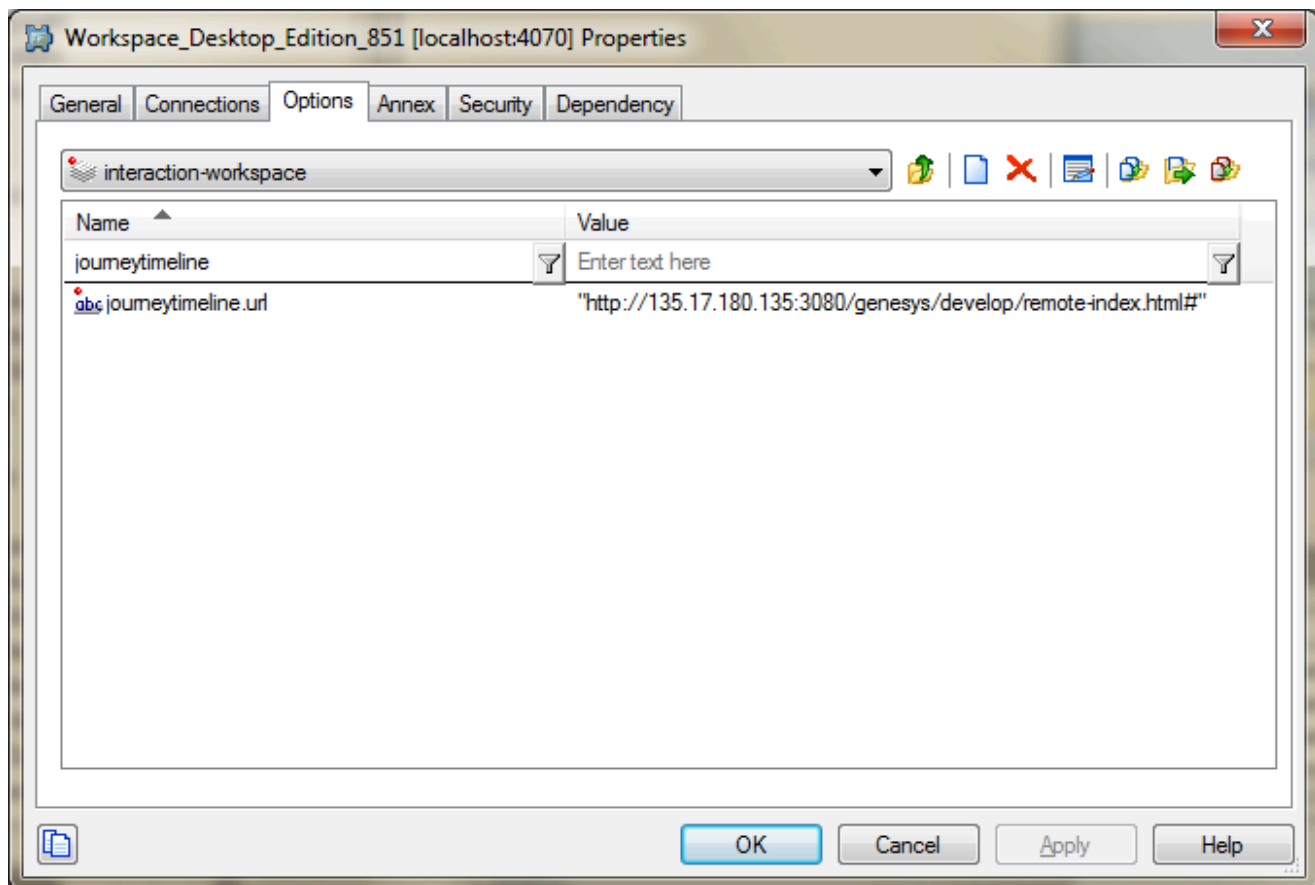 Workspace_Desktop_Edition_851 [localhost:4070] Properties
General Connections Options Annex Security Dependency
interaction-workspace
Name Value
journeytimeline Enter text here
abc journeytimeline.url "http://135.17.180.135:3080/genesys/develop/remote-index.html#"
OK Cancel Apply Help